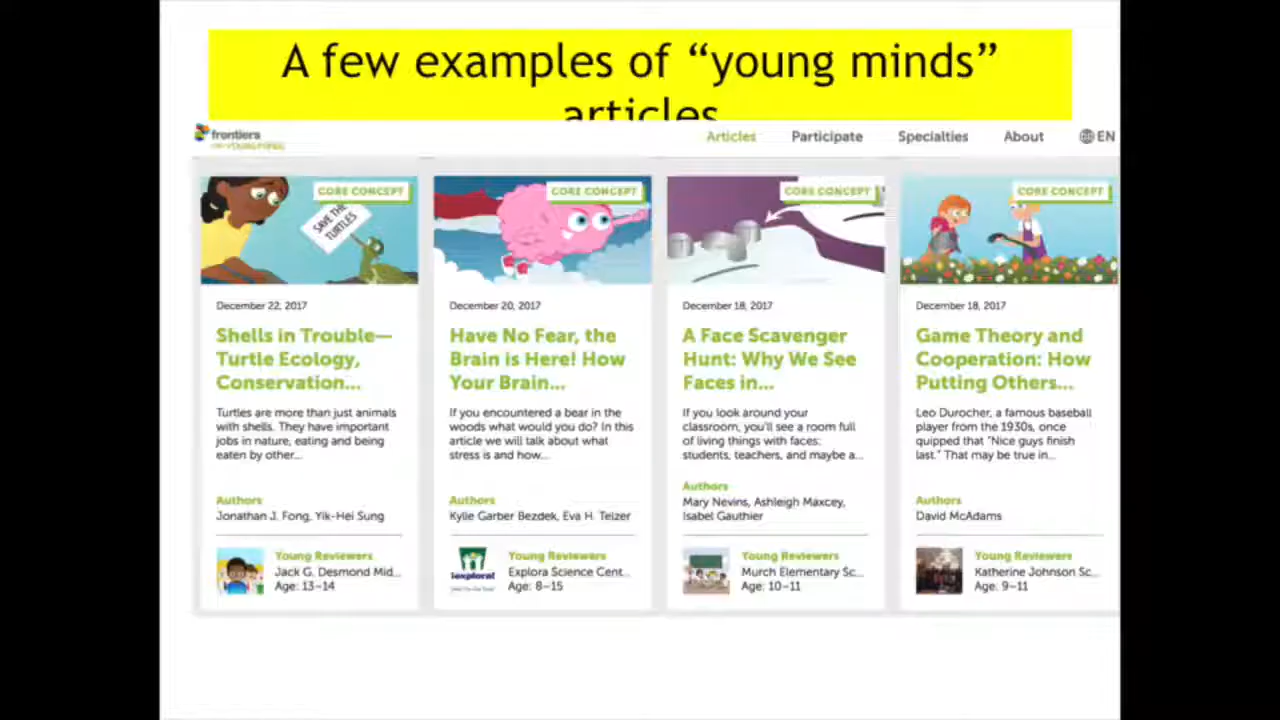 A few examples of “young minds”
articles
frontiers
Articles Participate Specialties About EN
CORE CONCEPT
SAVE THE
TURTLES
December 22, 2017
Shells in Trouble—
Turtle Ecology,
Conservation...
Turtles are more than just animals
with shells. They have important
jobs in nature, eating and being
eaten by other...
Authors
Jonathan J. Fong, Yik-Hei Sung
Young Reviewers
Jack G. Desmond Mid...
Age: 13–14
CORE CONCEPT
December 20, 2017
Have No Fear, the
Brain is Here! How
Your Brain...
If you encountered a bear in the
woods what would you do? In this
article we will talk about what
stress is and how...
Authors
Kylie Garber Bezdek, Eva H. Telzer
explora!
Young Reviewers
Explora Science Cent...
Age: 8–15
CORE CONCEPT
December 18, 2017
A Face Scavenger
Hunt: Why We See
Faces in...
If you look around your
classroom, you’ll see a room full
of living things with faces:
students, teachers, and maybe a...
Authors
Mary Nevins, Ashleigh Maxcey,
Isabel Gauthier
Young Reviewers
Murch Elementary Sc...
Age: 10–11
CORE CONCEPT
December 18, 2017
Game Theory and
Cooperation: How
Putting Others...
Leo Durocher, a famous baseball
player from the 1930s, once
quipped that “Nice guys finish
last.” That may be true in...
Authors
David McAdams
Young Reviewers
Katherine Johnson Sc...
Age: 9–11